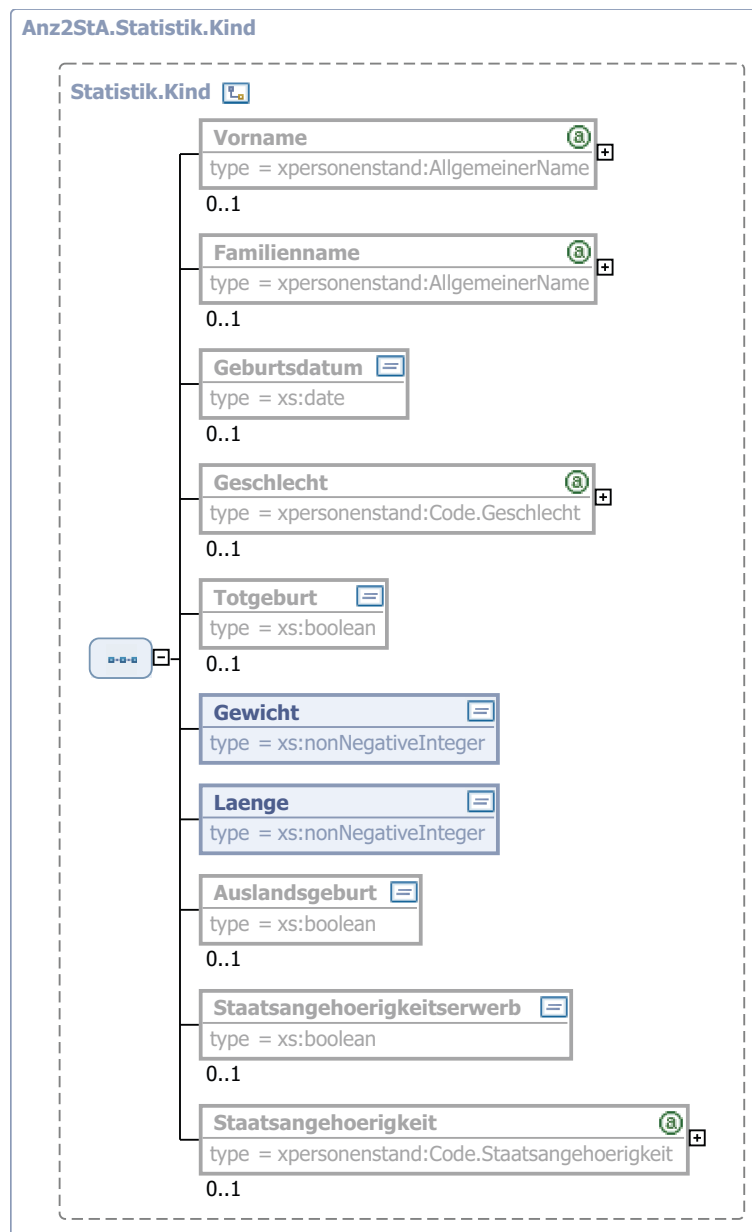 Anz2StA.Statistik.Kind
Statistik.Kind
Vorname
type = xpersonenstand:AllgemeinerName
0..1
Familienname
type = xpersonenstand:AllgemeinerName
0..1
Geburtsdatum
type = xs:date
0..1
Geschlecht
type = xpersonenstand:Code.Geschlecht
0..1
Totgeburt
type = xs:boolean
0..1
Gewicht
type = xs:nonNegativeInteger
Laenge
type = xs:nonNegativeInteger
Auslandsgeburt
type = xs:boolean
0..1
Staatsangehoerigkeitserwerb
type = xs:boolean
0..1
Staatsangehoerigkeit
type = xpersonenstand:Code.Staatsangehoerigkeit
0..1